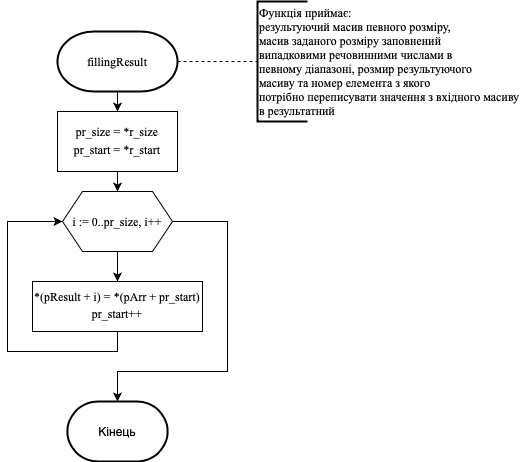 Функція приймає:
результуючий масив певного розміру,
масив заданого розміру заповнений
випадковими речовинними числами в
певному діапазоні, розмир результуючого
масиву та номер елемента з якого
потрібно переписувати значення з вхідного масиву
в результатний
fillingResult
pr_size = *r_size
pr_start = *r_start
i := 0..pr_size, i++
*(pResult + i) = *(pArr + pr_start)
pr_start++
Кінець